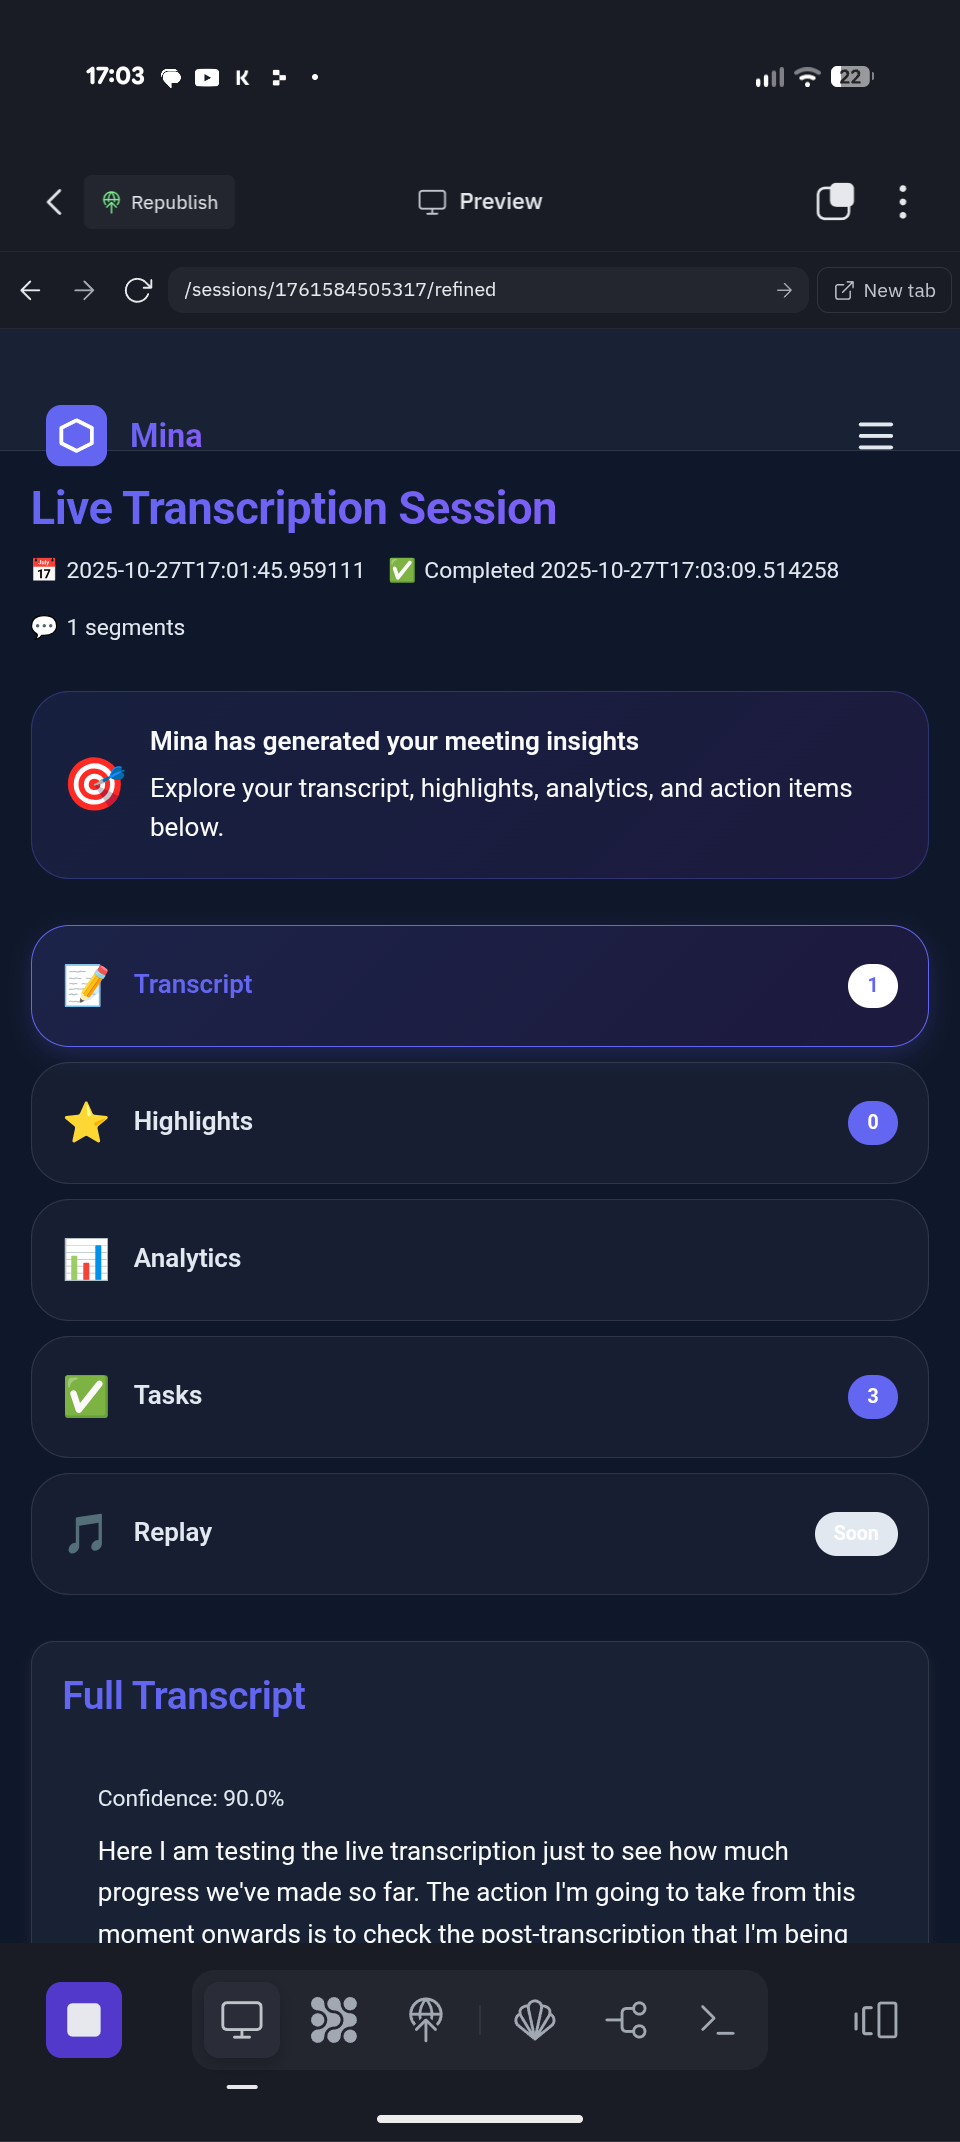 17:03
22
Republish
Preview
/sessions/1761584505317/refined
New tab
Mina
Live Transcription Session
July
17
2025-10-27T17:01:45.959111
Completed 2025-10-27T17:03:09.514258
1 segments
Mina has generated your meeting insights
Explore your transcript, highlights, analytics, and action items
below.
Transcript
1
Highlights
0
Analytics
Tasks
3
Replay
Soon
Full Transcript
Confidence: 90.0%
Here I am testing the live transcription just to see how much
progress we've made so far. The action I'm going to take from this
moment onwards is to check the post-transcription that I'm being